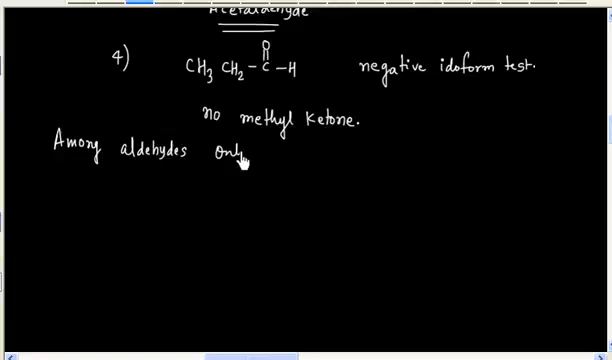 Acetaldehyde
4) CH3 CH2 - C - H negative idoform test.
O
no methyl Ketone.
Among aldehydes only